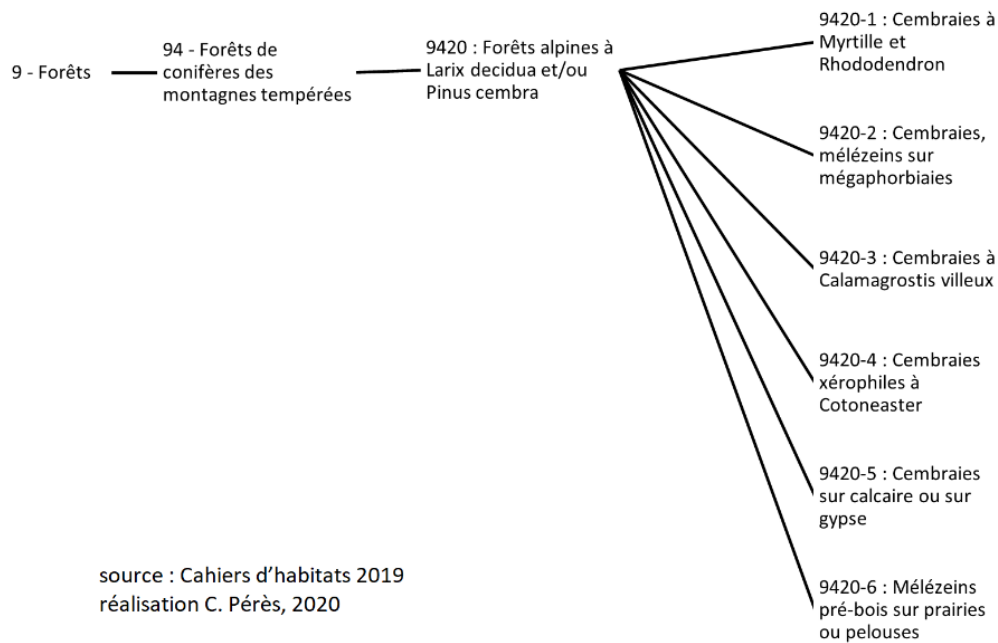 9 - Forêts
94 - Forêts de
conifères des
montagnes tempérées
9420 : Forêts alpines à
Larix decidua et/ou
Pinus cembra
9420-1 : Cembraies à
Myrtille et
Rhododendron
9420-2 : Cembraies,
mélézeins sur
mégaphorbiaies
9420-3 : Cembraies à
Calamagrostis villeux
9420-4 : Cembraies
xérophiles à
Cotoneaster
9420-5 : Cembraies
sur calcaire ou sur
gypse
9420-6 : Mélézeins
pré-bois sur prairies
ou pelouses
source : Cahiers d'habitats 2019
réalisation C. Pérès, 2020